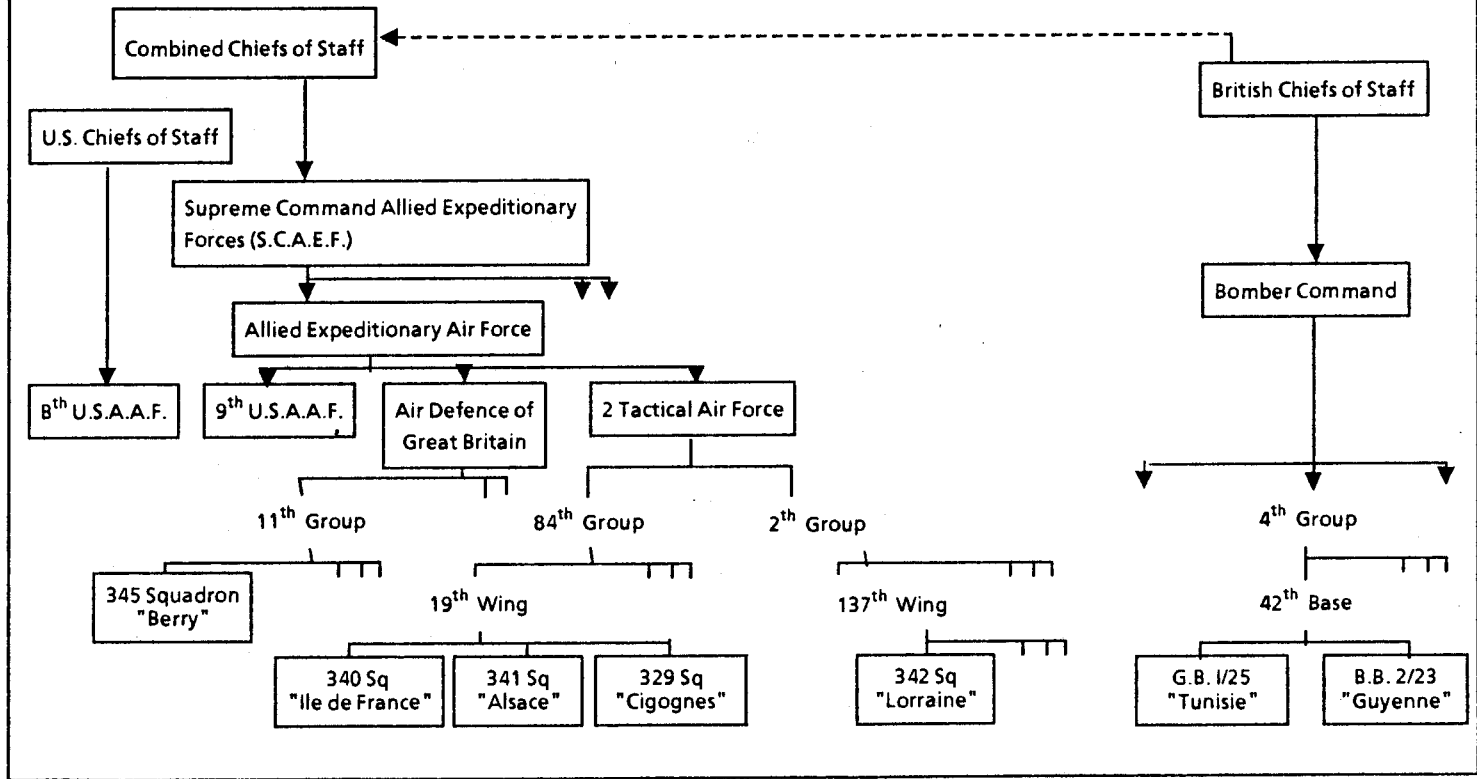 Combined Chiefs of Staff
British Chiefs of Staff
U.S. Chiefs of Staff
Supreme Command Allied Expeditionary
Forces (S.C.A.E.F.)
Bomber Command
Allied Expeditionary Air Force
8th U.S.A.A.F.
9th U.S.A.A.F.
Air Defence of
Great Britain
2 Tactical Air Force
11th Group
84th Group
2th Group
4th Group
345 Squadron
"Berry"
19th Wing
137th Wing
42th Base
340 Sq
"Ile de France"
341 Sq
"Alsace"
329 Sq
"Cigognes"
342 Sq
"Lorraine"
G.B. I/25
"Tunisie"
B.B. 2/23
"Guyenne"